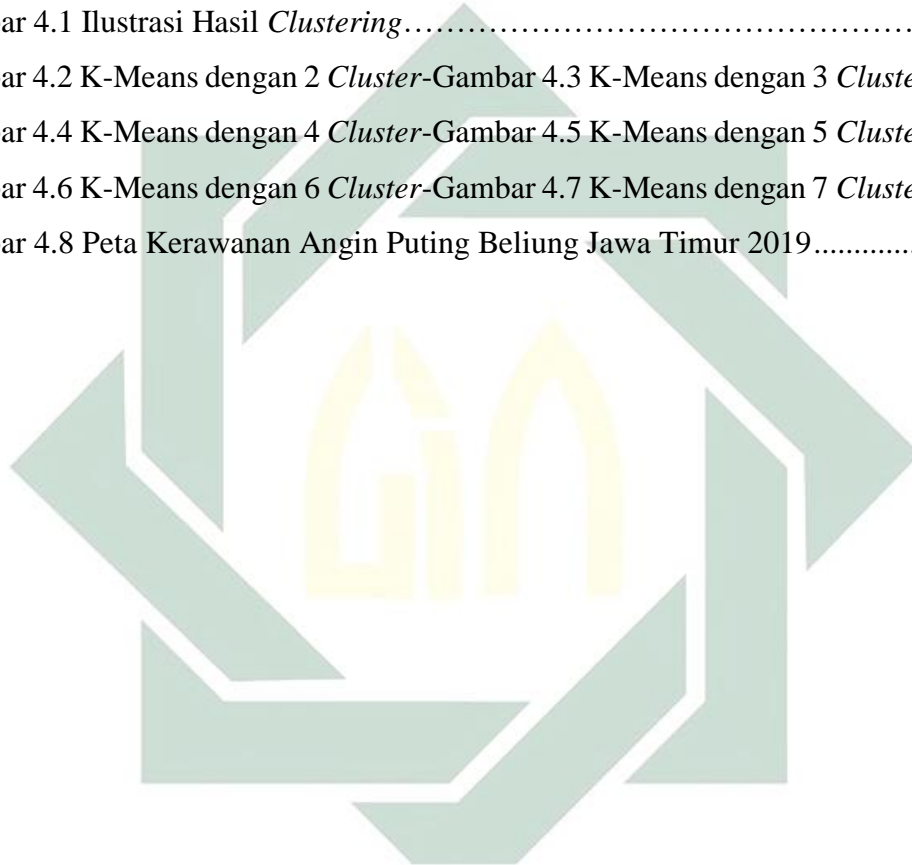 ar 4.1 Ilustrasi Hasil Clustering……………………………………………….
ar 4.2 K-Means dengan 2 Cluster-Gambar 4.3 K-Means dengan 3 Cluste
ar 4.4 K-Means dengan 4 Cluster-Gambar 4.5 K-Means dengan 5 Cluste
ar 4.6 K-Means dengan 6 Cluster-Gambar 4.7 K-Means dengan 7 Cluste
ar 4.8 Peta Kerawanan Angin Puting Beliung Jawa Timur 2019.............